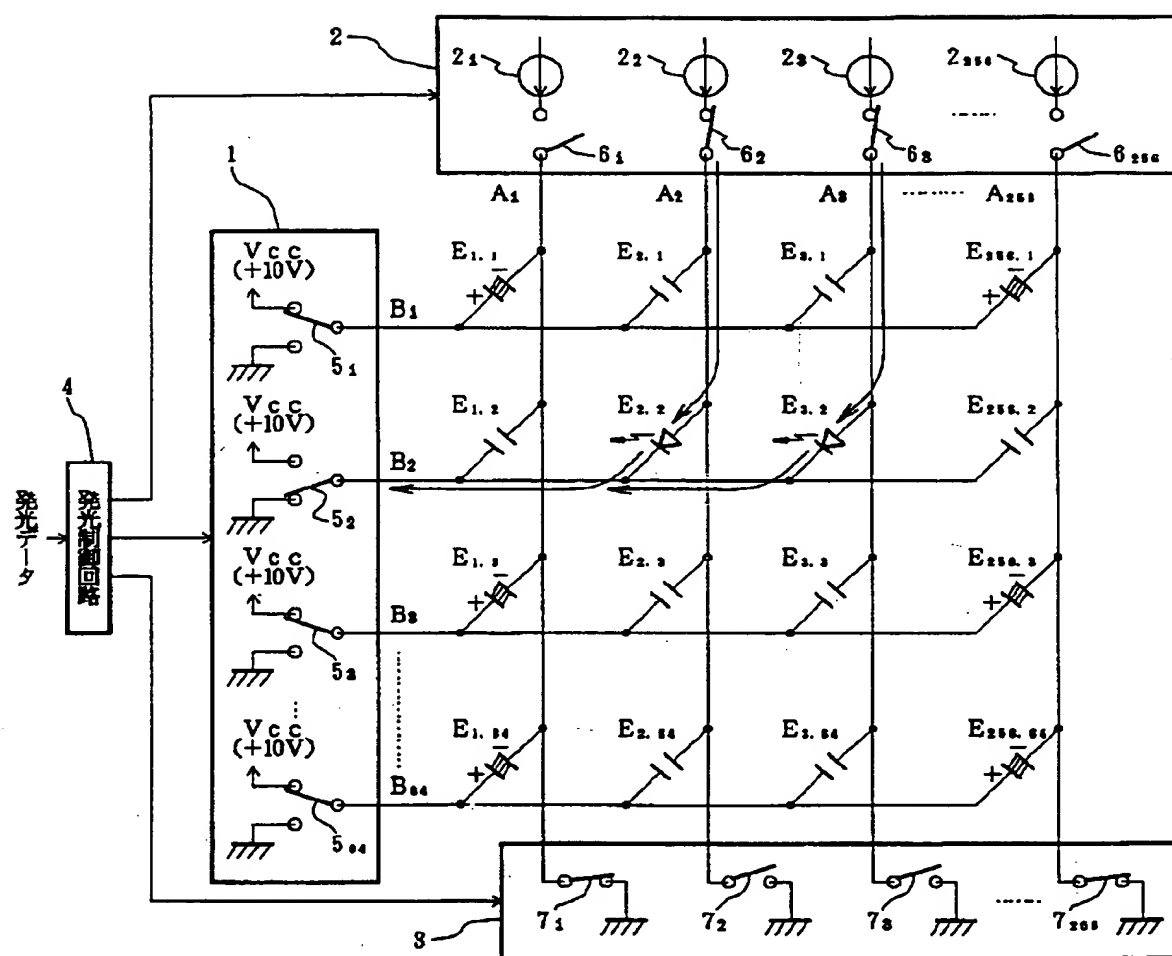 2
2₁ 2₂ 2₃ 2₂₅₆
6₁ 6₂ 6₃ 6₂₅₆
1
A₁ A₂ A₃ A₂₅₆
Vcc
(+10V)
E₁.₁ E₂.₁ E₃.₁ E₂₅₆.₁
+ − + −
B₁
5₁
4
Vcc
(+10V)
E₁.₂ E₂.₂ E₃.₂ E₂₅₆.₂
B₂
5₂
発光データ
発光制御回路
Vcc
(+10V)
E₁.₃ E₂.₃ E₃.₃ E₂₅₆.₃
+ − + −
B₃
5₃
Vcc
(+10V)
E₁.₆₄ E₂.₆₄ E₃.₆₄ E₂₅₆.₆₄
+ − + −
B₆₄
5₆₄
7₁ 7₂ 7₃ 7₂₅₆
3